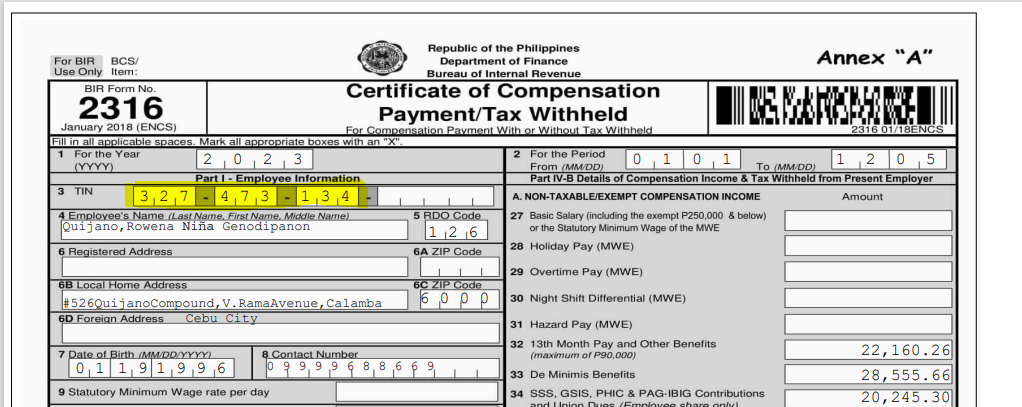 Republic of the Philippines
Department of Finance
Bureau of Internal Revenue
Annex "A"
For BIR BCS/
Use Only Item:
BIR Form No.
2316
January 2018 (ENCS)
Certificate of Compensation
Payment/Tax Withheld
For Compensation Payment With or Without Tax Withheld
2316 01/18ENCS
Fill in all applicable spaces. Mark all appropriate boxes with an "X".
1 For the Year
(YYYY)
2 0 2 3
2 For the Period
From (MM/DD) 0 1 0 1 To (MM/DD) 1 2 0 5
Part I - Employee Information
3 TIN 3 2 7 - 4 7 3 - 1 3 4 -
4 Employee's Name (Last Name, First Name, Middle Name) 5 RDO Code
Quijano,Rowena Niña Genodipanon 1 2 6
6 Registered Address 6A ZIP Code
6B Local Home Address 6C ZIP Code
#526QuijanoCompound,V.RamaAvenue,Calamba 6 0 0 0
6D Foreign Address Cebu City
7 Date of Birth (MM/DD/YYYY) 8 Contact Number
0 1 1 9 1 9 9 6 0 9 9 9 6 8 8 6 6 9
9 Statutory Minimum Wage rate per day
Part IV-B Details of Compensation Income & Tax Withheld from Present Employer
A. NON-TAXABLE/EXEMPT COMPENSATION INCOME Amount
27 Basic Salary (including the exempt P250,000 & below)
or the Statutory Minimum Wage of the MWE
28 Holiday Pay (MWE)
29 Overtime Pay (MWE)
30 Night Shift Differential (MWE)
31 Hazard Pay (MWE)
32 13th Month Pay and Other Benefits
(maximum of P90,000) 22,160.26
33 De Minimis Benefits 28,555.66
34 SSS, GSIS, PHIC & PAG-IBIG Contributions 20,245.30
and Union Dues (Employee share only)